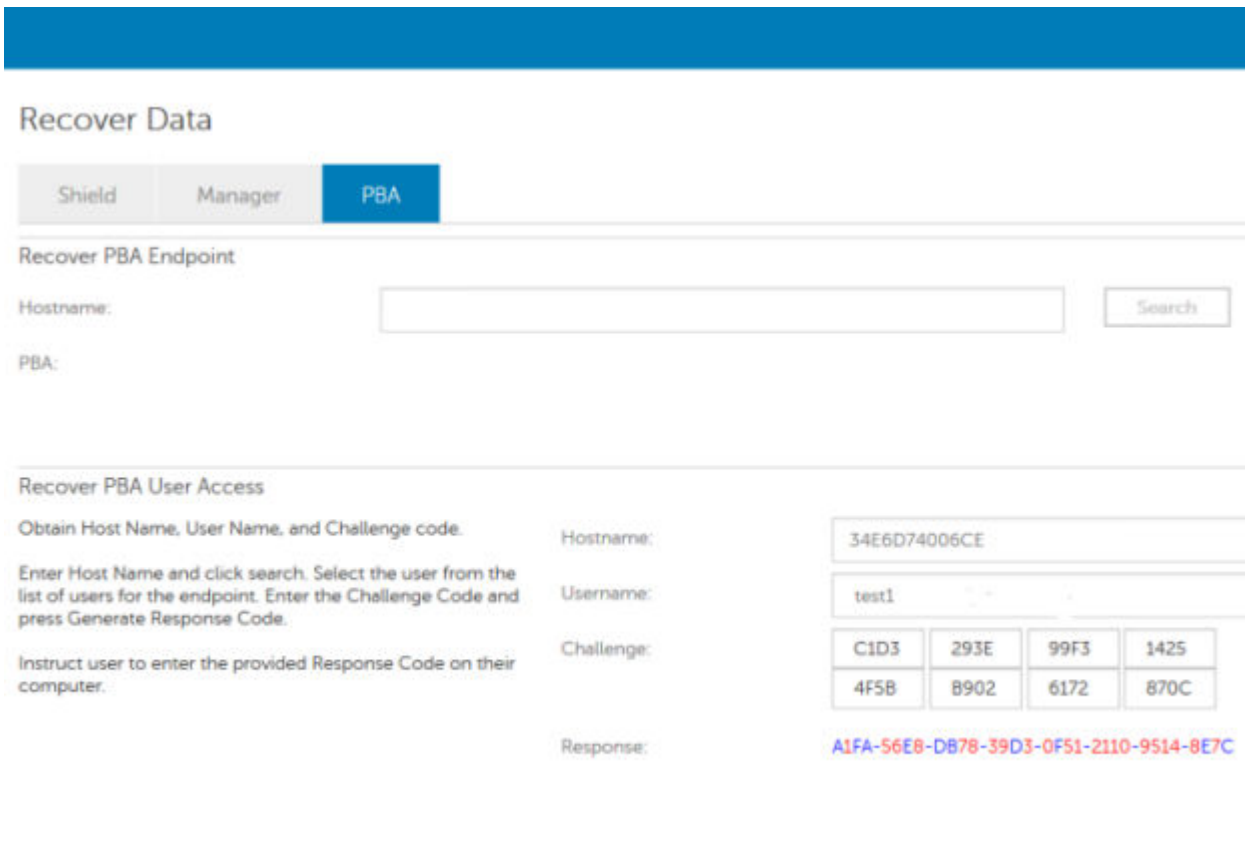 Recover Data
Shield Manager PBA
Recover PBA Endpoint
Hostname: Search
PBA:
Recover PBA User Access
Obtain Host Name, User Name, and Challenge code.
Enter Host Name and click search. Select the user from the
list of users for the endpoint. Enter the Challenge Code and
press Generate Response Code.
Instruct user to enter the provided Response Code on their
computer.
Hostname: 34E6D74006CE
Username: test1
Challenge: C1D3 293E 99F3 1425
4F5B B902 6172 870C
Response: A1FA-56E8-DB78-39D3-0F51-2110-9514-8E7C